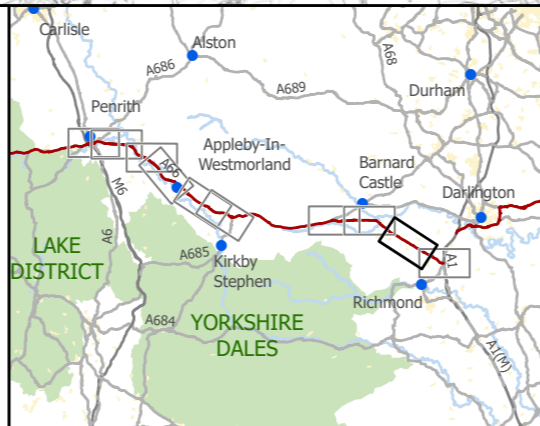 Carlisle
Alston
A686
A689
A68
Durham
Penrith
Appleby-In-
Westmorland
A66
Barnard
Castle
Darlington
M6
A6
LAKE
DISTRICT
A685
Kirkby
Stephen
A1
Richmond
A684
YORKSHIRE
DALES
A1(M)